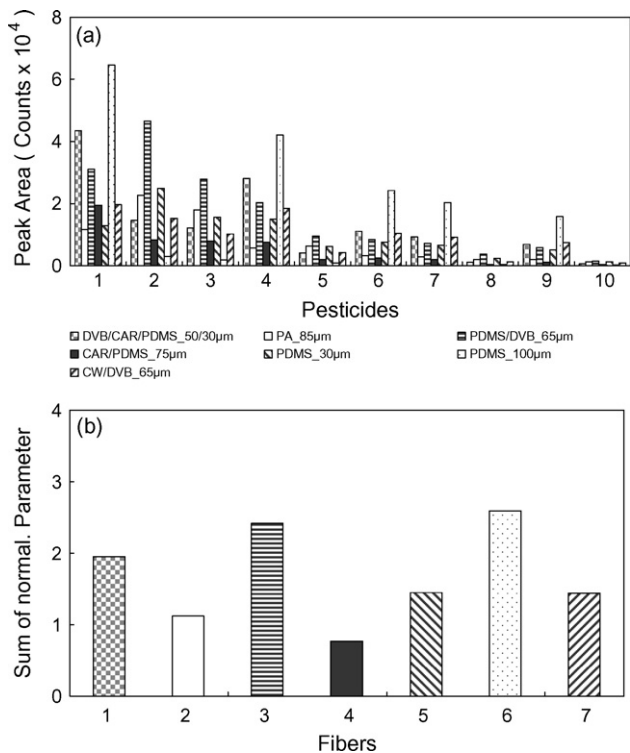 (a)
Peak Area ( Counts x 10^4 )
8
6
4
2
0
1 2 3 4 5 6 7 8 9 10
Pesticides
DVB/CAR/PDMS_50/30µm PA_85µm PDMS/DVB_65µm
CAR/PDMS_75µm PDMS_30µm PDMS_100µm
CW/DVB_65µm
(b)
Sum of normal. Parameter
4
3
2
1
0
1 2 3 4 5 6 7
Fibers